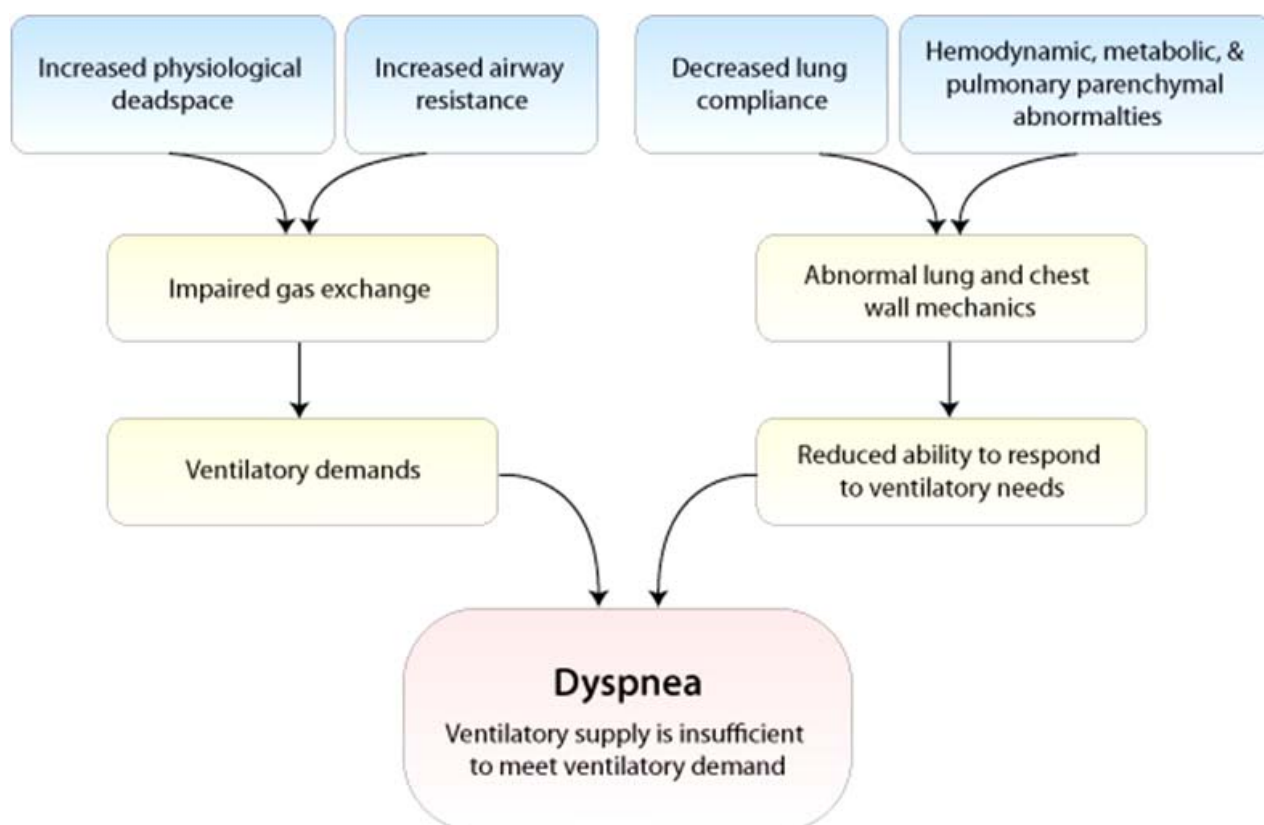 Increased physiological
deadspace
Increased airway
resistance
Decreased lung
compliance
Hemodynamic, metabolic, &
pulmonary parenchymal
abnormalties
Impaired gas exchange
Abnormal lung and chest
wall mechanics
Ventilatory demands
Reduced ability to respond
to ventilatory needs
Dyspnea
Ventilatory supply is insufficient
to meet ventilatory demand